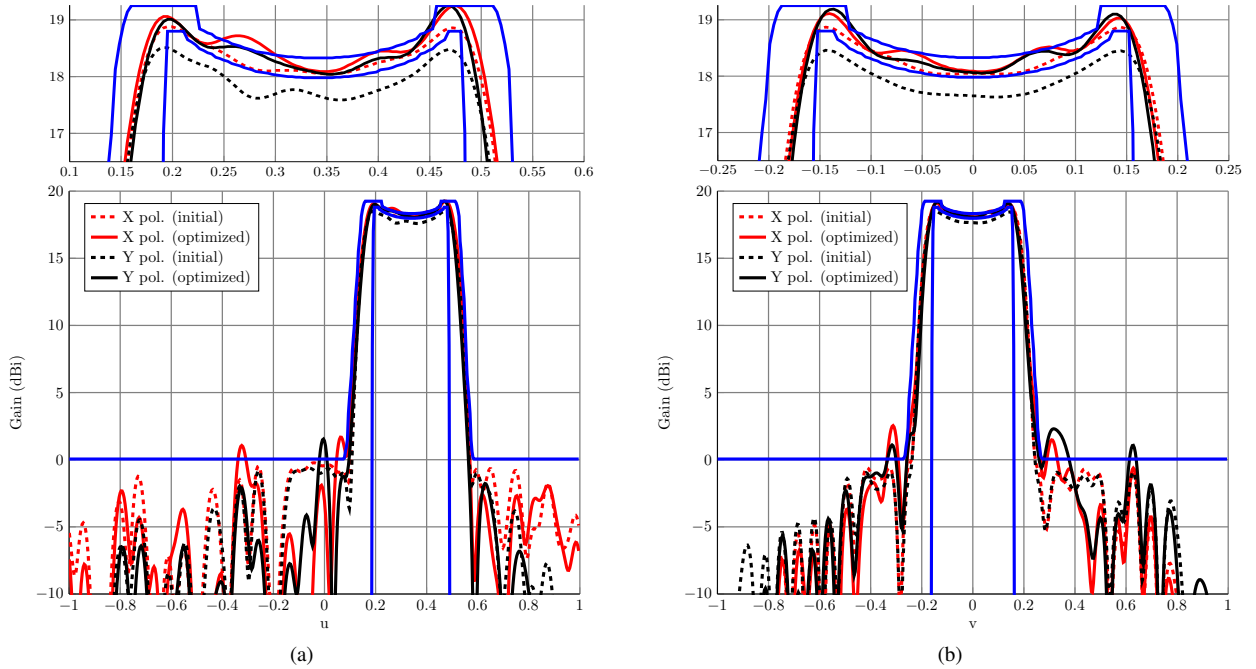 19
18
17
0.1 0.15 0.2 0.25 0.3 0.35 0.4 0.45 0.5 0.55 0.6
20
15
10
5
0
−5
−10
Gain (dBi)
X pol. (initial)
X pol. (optimized)
Y pol. (initial)
Y pol. (optimized)
−1 −0.8 −0.6 −0.4 −0.2 0 0.2 0.4 0.6 0.8 1
u
(a)
19
18
17
−0.25 −0.2 −0.15 −0.1 −0.05 0 0.05 0.1 0.15 0.2 0.25
20
15
10
5
0
−5
−10
Gain (dBi)
X pol. (initial)
X pol. (optimized)
Y pol. (initial)
Y pol. (optimized)
−1 −0.8 −0.6 −0.4 −0.2 0 0.2 0.4 0.6 0.8 1
v
(b)